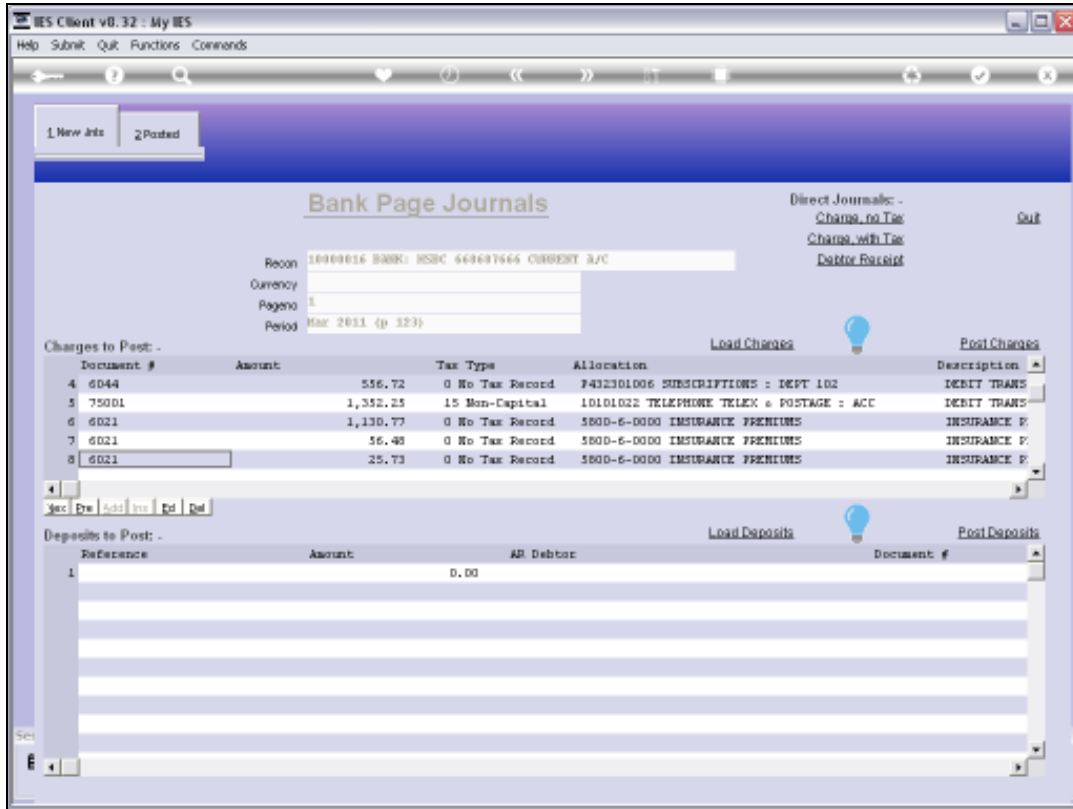 IES Client v8.32 : My IES
Help Submit Quit Functions Commands
1 New Jnls 2 Posted
Bank Page Journals
Direct Journals: -
Charge, no Tax Quit
Charge, with Tax
Debtor Receipt
Recon 10000016 BANK: HSBC 668687666 CURRENT A/C
Currency
Pageno 1
Period Mar 2011 (p 123)
Charges to Post: - Load Charges Post Charges
Document # Amount Tax Type Allocation Description
4 6044 556.72 0 No Tax Record P432301006 SUBSCRIPTIONS : DEPT 102 DEBIT TRANS
5 75001 1,352.25 15 Non-Capital 10101022 TELEPHONE TELEX & POSTAGE : ACC DEBIT TRANS
6 6021 1,130.77 0 No Tax Record 5800-6-0000 INSURANCE PREMIUMS INSURANCE P
7 6021 56.48 0 No Tax Record 5800-6-0000 INSURANCE PREMIUMS INSURANCE P
8 6021 25.73 0 No Tax Record 5800-6-0000 INSURANCE PREMIUMS INSURANCE P
Nex Pre Add Ins Ed Del
Deposits to Post: - Load Deposits Post Deposits
Reference Amount AR Debtor Document #
1 0.00